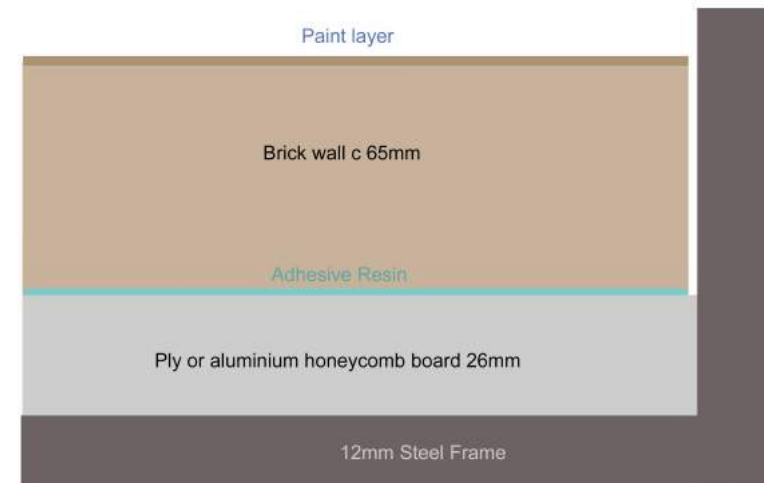 Paint layer
Brick wall c 65mm
Adhesive Resin
Ply or aluminium honeycomb board 26mm
12mm Steel Frame